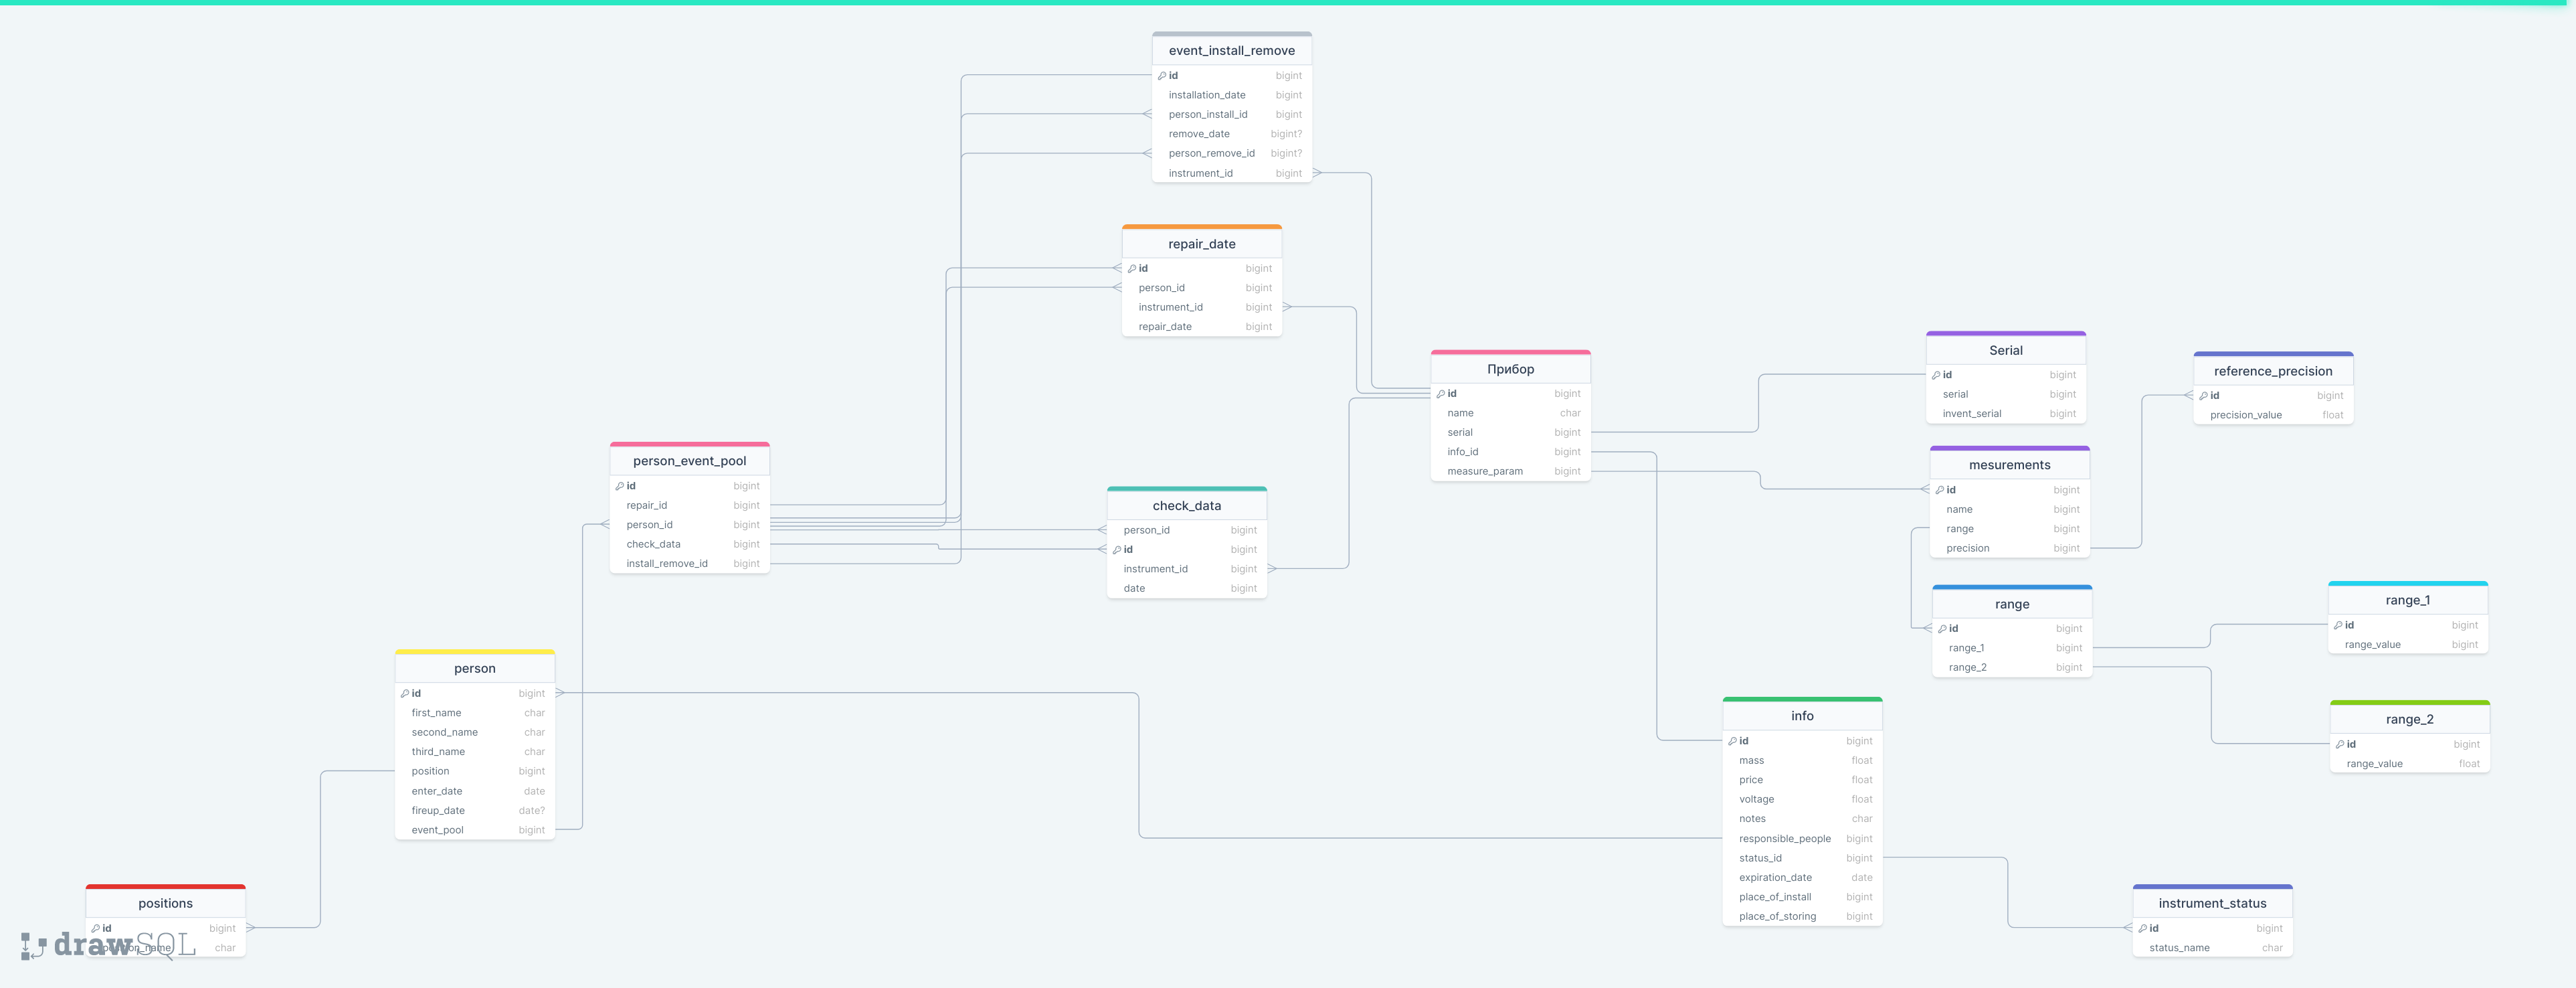 event_install_remove
id bigint
installation_date bigint
person_install_id bigint
remove_date bigint?
person_remove_id bigint?
instrument_id bigint
repair_date
id bigint
person_id bigint
instrument_id bigint
repair_date bigint
Прибор
id bigint
name char
serial bigint
info_id bigint
measure_param bigint
Serial
id bigint
serial bigint
invent_serial bigint
reference_precision
id bigint
precision_value float
person_event_pool
id bigint
repair_id bigint
person_id bigint
check_data bigint
install_remove_id bigint
check_data
person_id bigint
id bigint
instrument_id bigint
date bigint
mesurements
id bigint
name bigint
range bigint
precision bigint
range
id bigint
range_1 bigint
range_2 bigint
range_1
id bigint
range_value bigint
range_2
id bigint
range_value float
person
id bigint
first_name char
second_name char
third_name char
position bigint
enter_date date
fireup_date date?
event_pool bigint
info
id bigint
mass float
price float
voltage float
notes char
responsible_people bigint
status_id bigint
expiration_date date
place_of_install bigint
place_of_storing bigint
positions
id bigint
position_name char
drawSQL
instrument_status
id bigint
status_name char